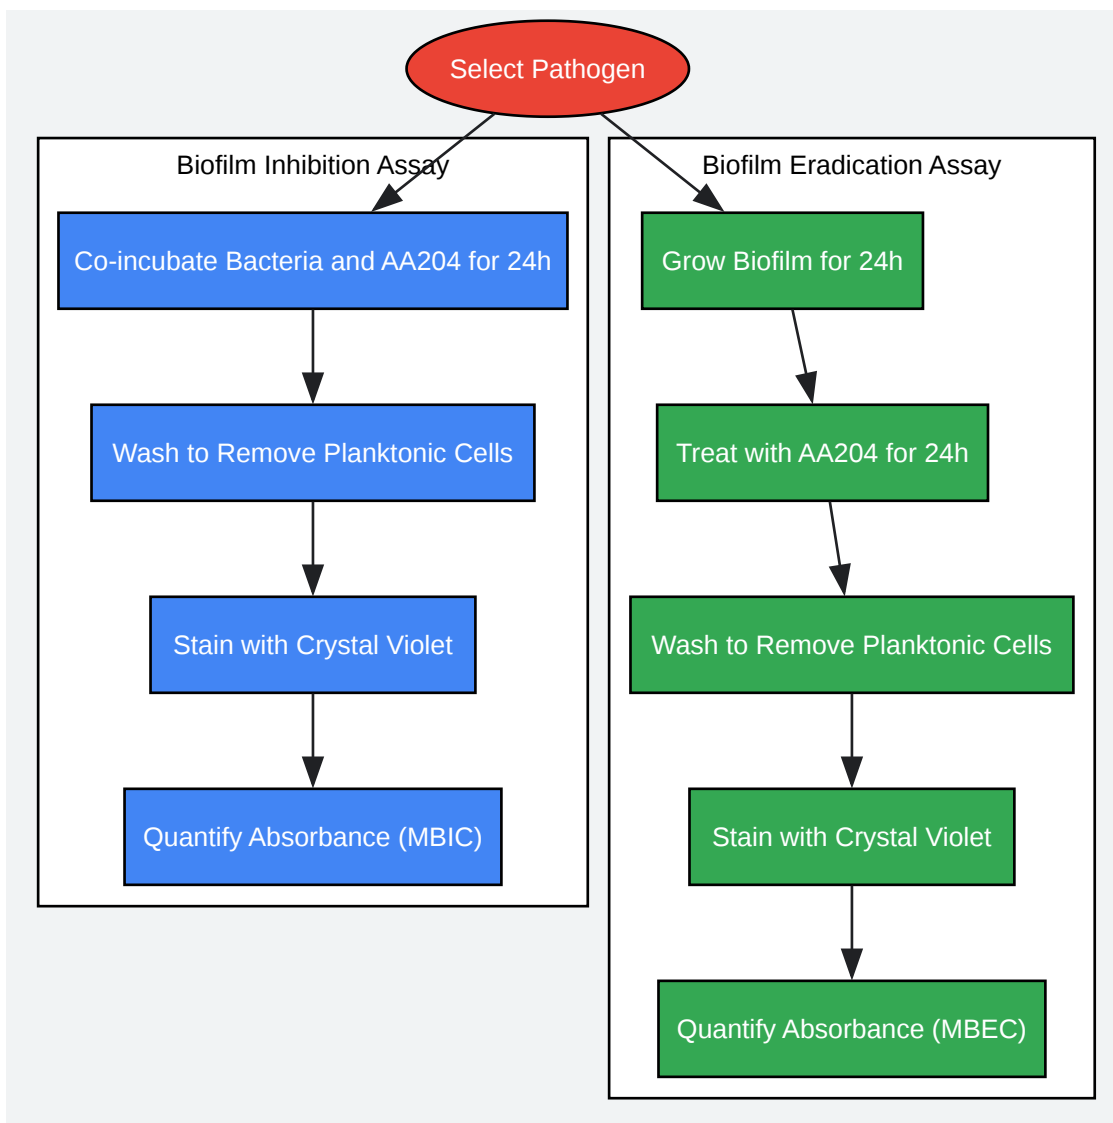 Select Pathogen
Biofilm Inhibition Assay
Co-incubate Bacteria and AA204 for 24h
Wash to Remove Planktonic Cells
Stain with Crystal Violet
Quantify Absorbance (MBIC)
Biofilm Eradication Assay
Grow Biofilm for 24h
Treat with AA204 for 24h
Wash to Remove Planktonic Cells
Stain with Crystal Violet
Quantify Absorbance (MBEC)